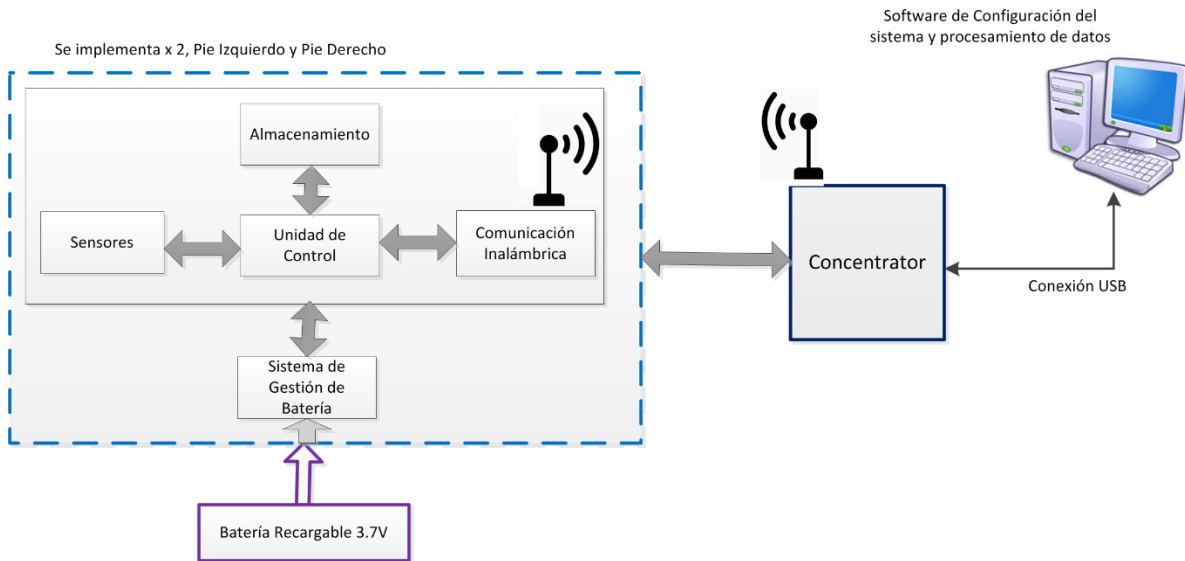 Software de Configuración del
sistema y procesamiento de datos
Se implementa x 2, Pie Izquierdo y Pie Derecho
Almacenamiento
Sensores
Unidad de
Control
Comunicación
Inalámbrica
Concentrator
Conexión USB
Sistema de
Gestión de
Batería
Batería Recargable 3.7V